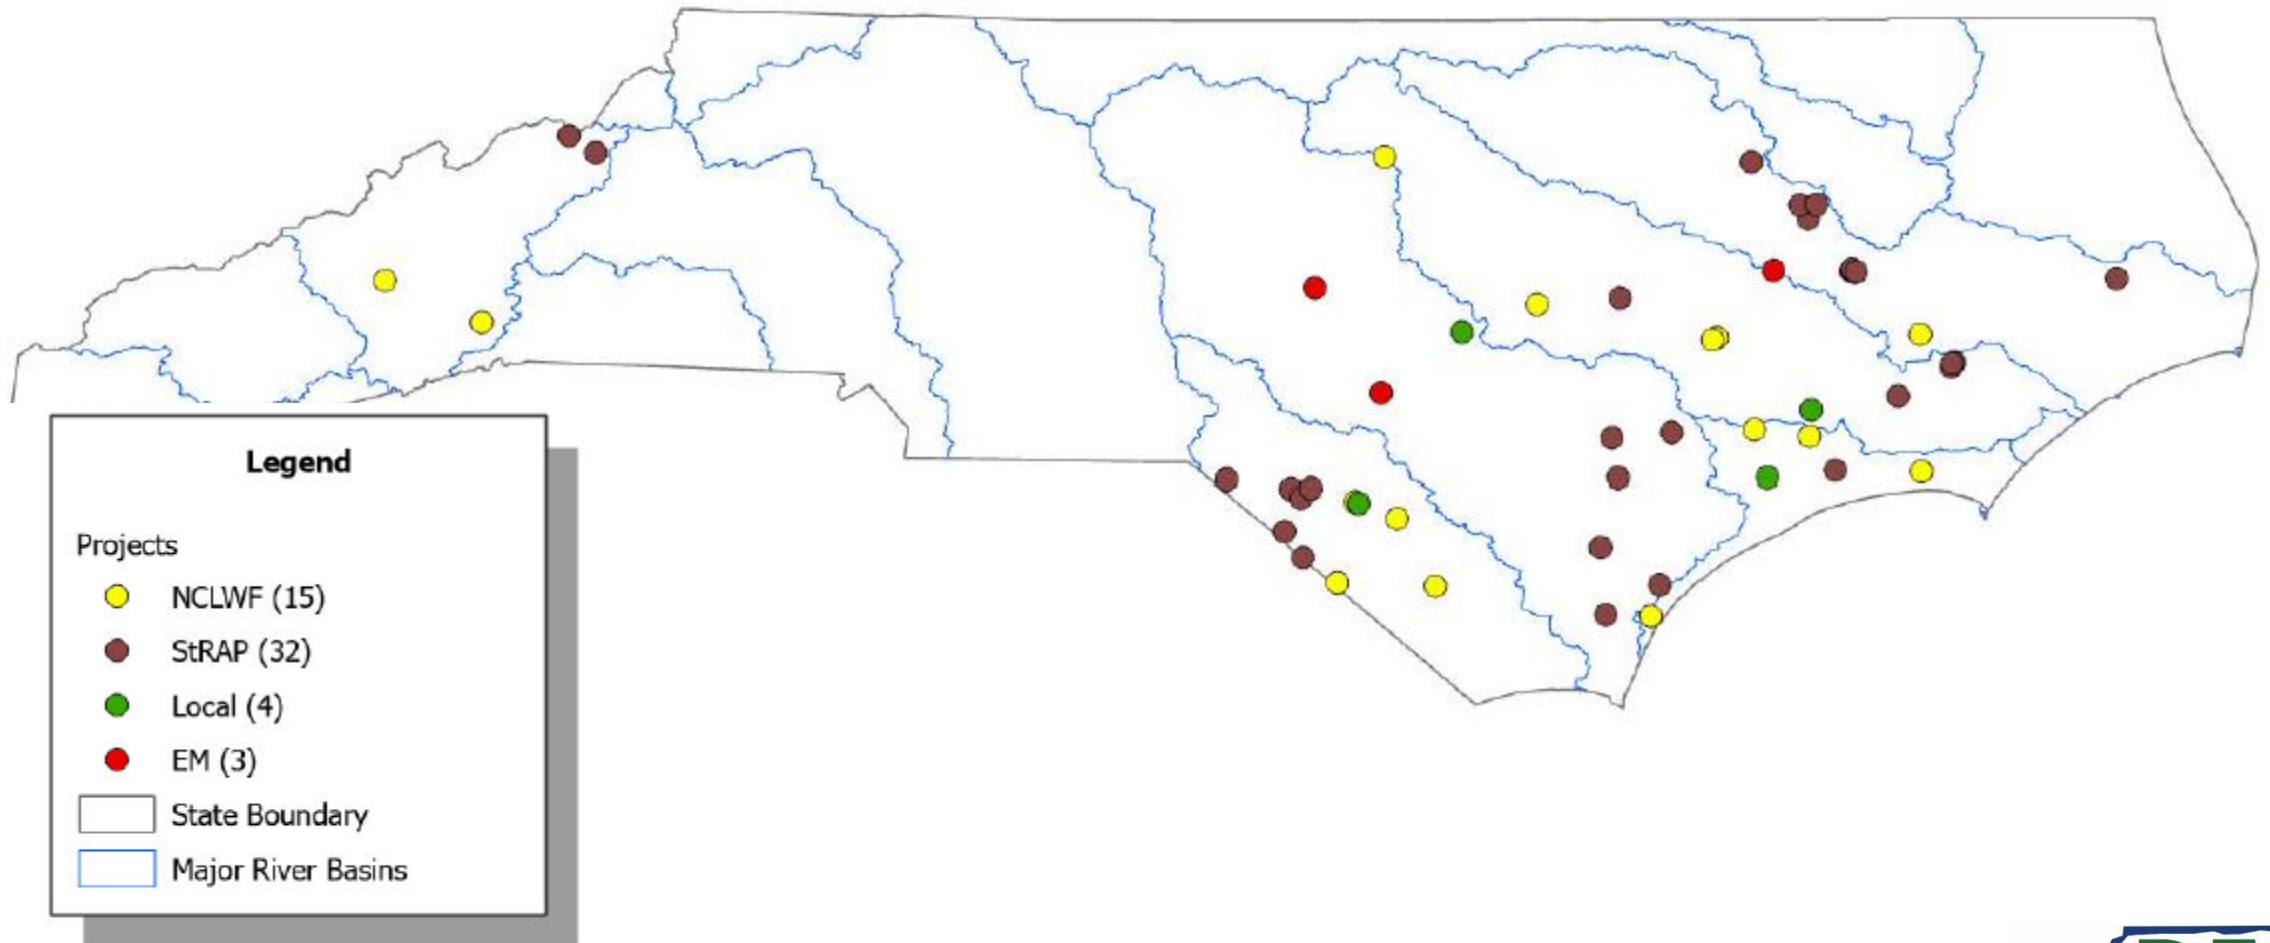 Legend
Projects
NCLWF (15)
StRAP (32)
Local (4)
EM (3)
State Boundary
Major River Basins